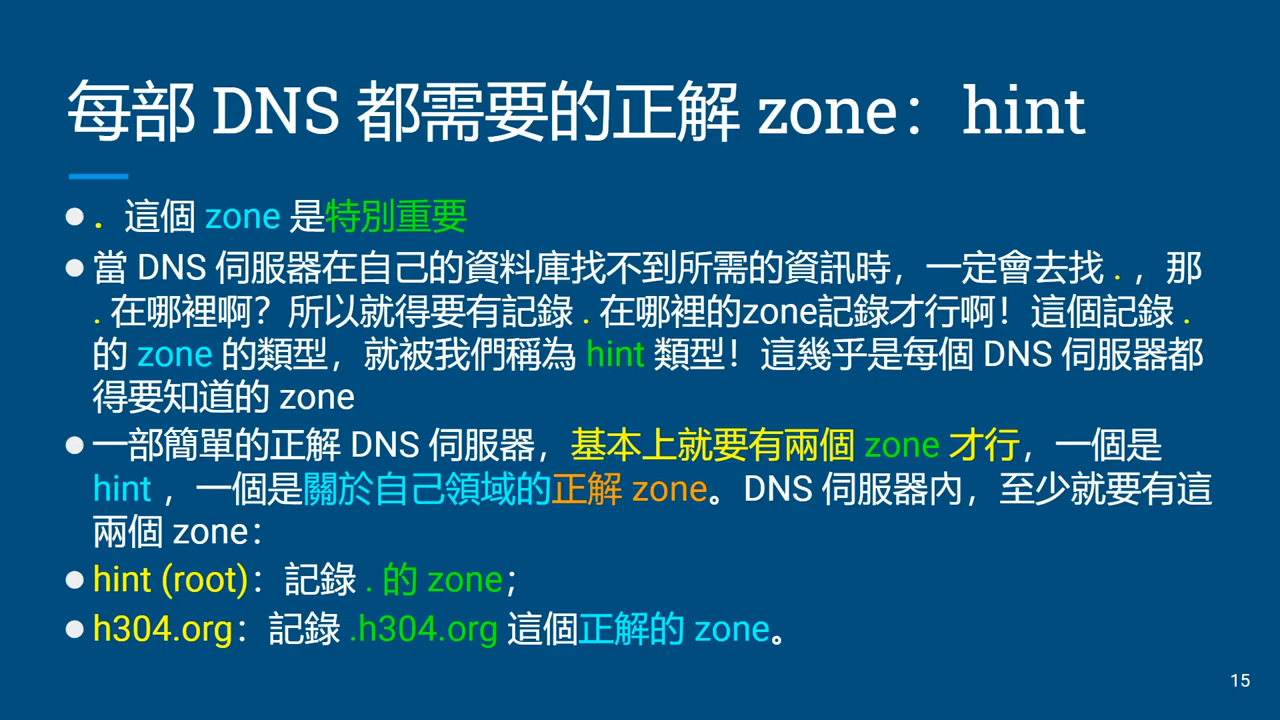 每部 DNS 都需要的正解 zone：hint
●．這個 zone 是特別重要
●當 DNS 伺服器在自己的資料庫找不到所需的資訊時，一定會去找 . ，那
. 在哪裡啊？所以就得要有記錄 . 在哪裡的zone記錄才行啊！這個記錄 .
的 zone 的類型，就被我們稱為 hint 類型！這幾乎是每個 DNS 伺服器都
得要知道的 zone
●一部簡單的正解 DNS 伺服器，基本上就要有兩個 zone 才行，一個是
hint ，一個是關於自己領域的正解 zone。DNS 伺服器內，至少就要有這
兩個 zone：
●hint (root)：記錄 . 的 zone；
●h304.org：記錄 .h304.org 這個正解的 zone。
15